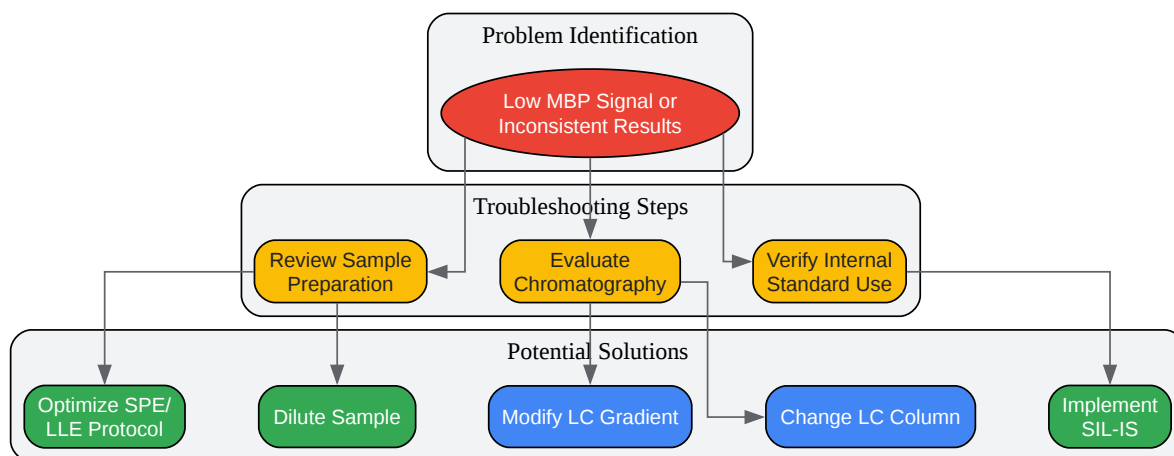 Problem Identification
Low MBP Signal or
Inconsistent Results
Troubleshooting Steps
Review Sample
Preparation
Evaluate
Chromatography
Verify Internal
Standard Use
Potential Solutions
Optimize SPE/
LLE Protocol
Dilute Sample
Modify LC Gradient
Change LC Column
Implement
SIL-IS